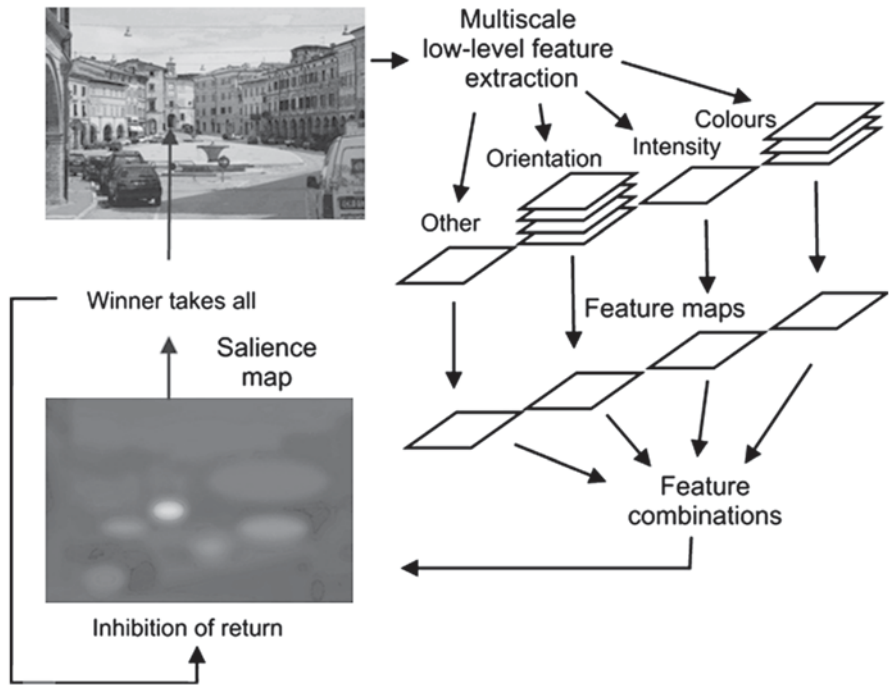 Multiscale
low-level feature
extraction
Colours
Intensity
Orientation
Other
Feature maps
Winner takes all
Salience
map
Feature
combinations
Inhibition of return